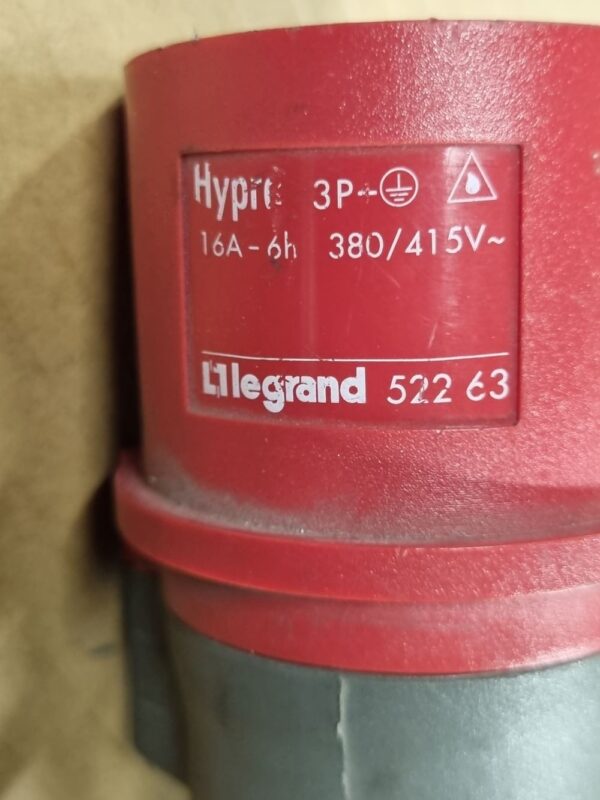 Hypra 3P+⏚
16A-6h 380/415V~
legrand 522 63